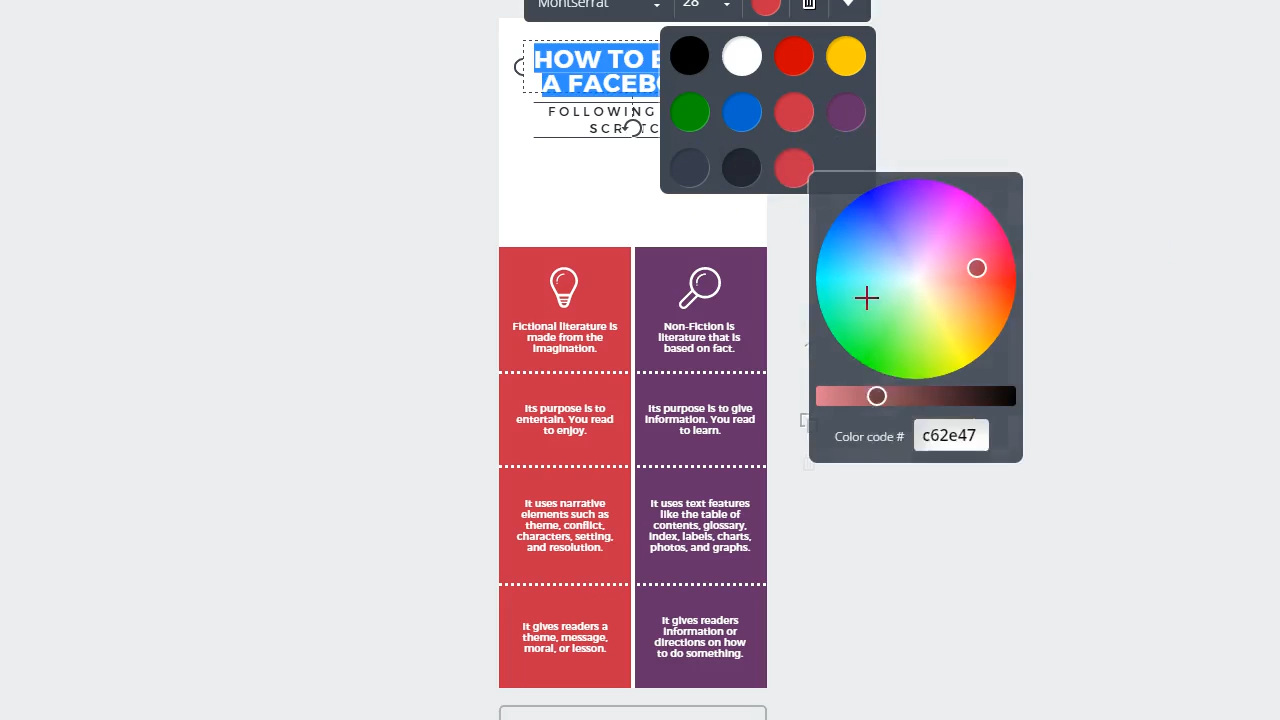 Montserrat
28
HOW TO B
A FACEB
FOLLOWING
SCR TC
Fictional literature is
made from the
imagination.
Non-Fiction is
literature that is
based on fact.
Its purpose is to
entertain. You read
to enjoy.
Its purpose is to give
information. You read
to learn.
It uses narrative
elements such as
theme, conflict,
characters, setting,
and resolution.
It uses text features
like the table of
contents, glossary,
index, labels, charts,
photos, and graphs.
It gives readers a
theme, message,
moral, or lesson.
It gives readers
information or
directions on how
to do something.
Color code # c62e47